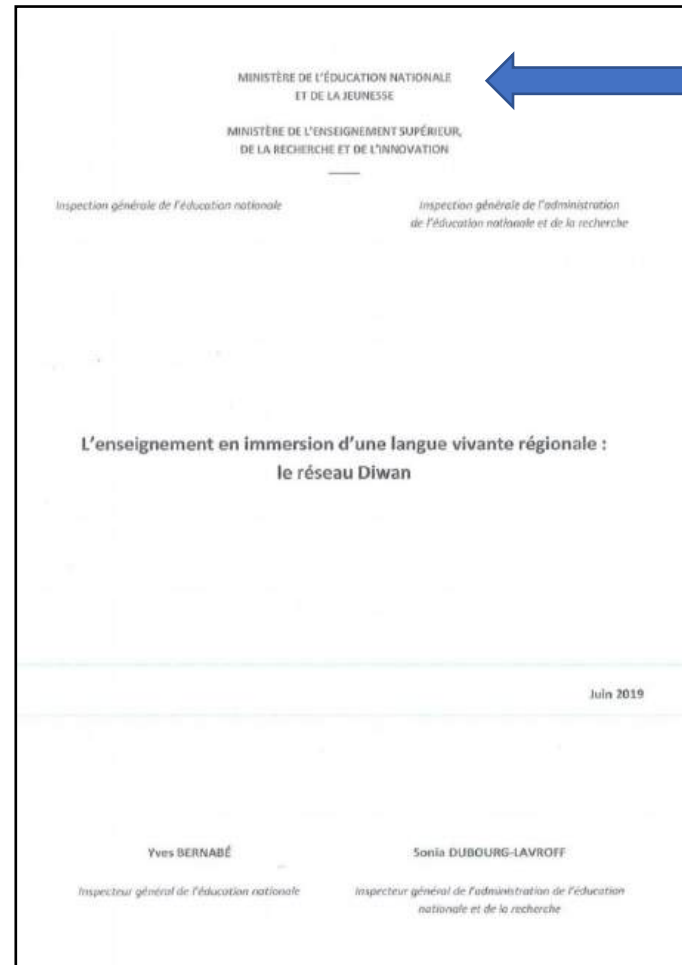 MINISTÈRE DE L'ÉDUCATION NATIONALE
ET DE LA JEUNESSE
MINISTÈRE DE L'ENSEIGNEMENT SUPÉRIEUR,
DE LA RECHERCHE ET DE L'INNOVATION
Inspection générale de l'éducation nationale
Inspection générale de l'administration
de l'éducation nationale et de la recherche
L'enseignement en immersion d'une langue vivante régionale :
le réseau Diwan
Juin 2019
Yves BERNABÉ
Inspecteur général de l'éducation nationale
Sonia DUBOURG-LAVROFF
Inspecteur général de l'administration de l'éducation
nationale et de la recherche